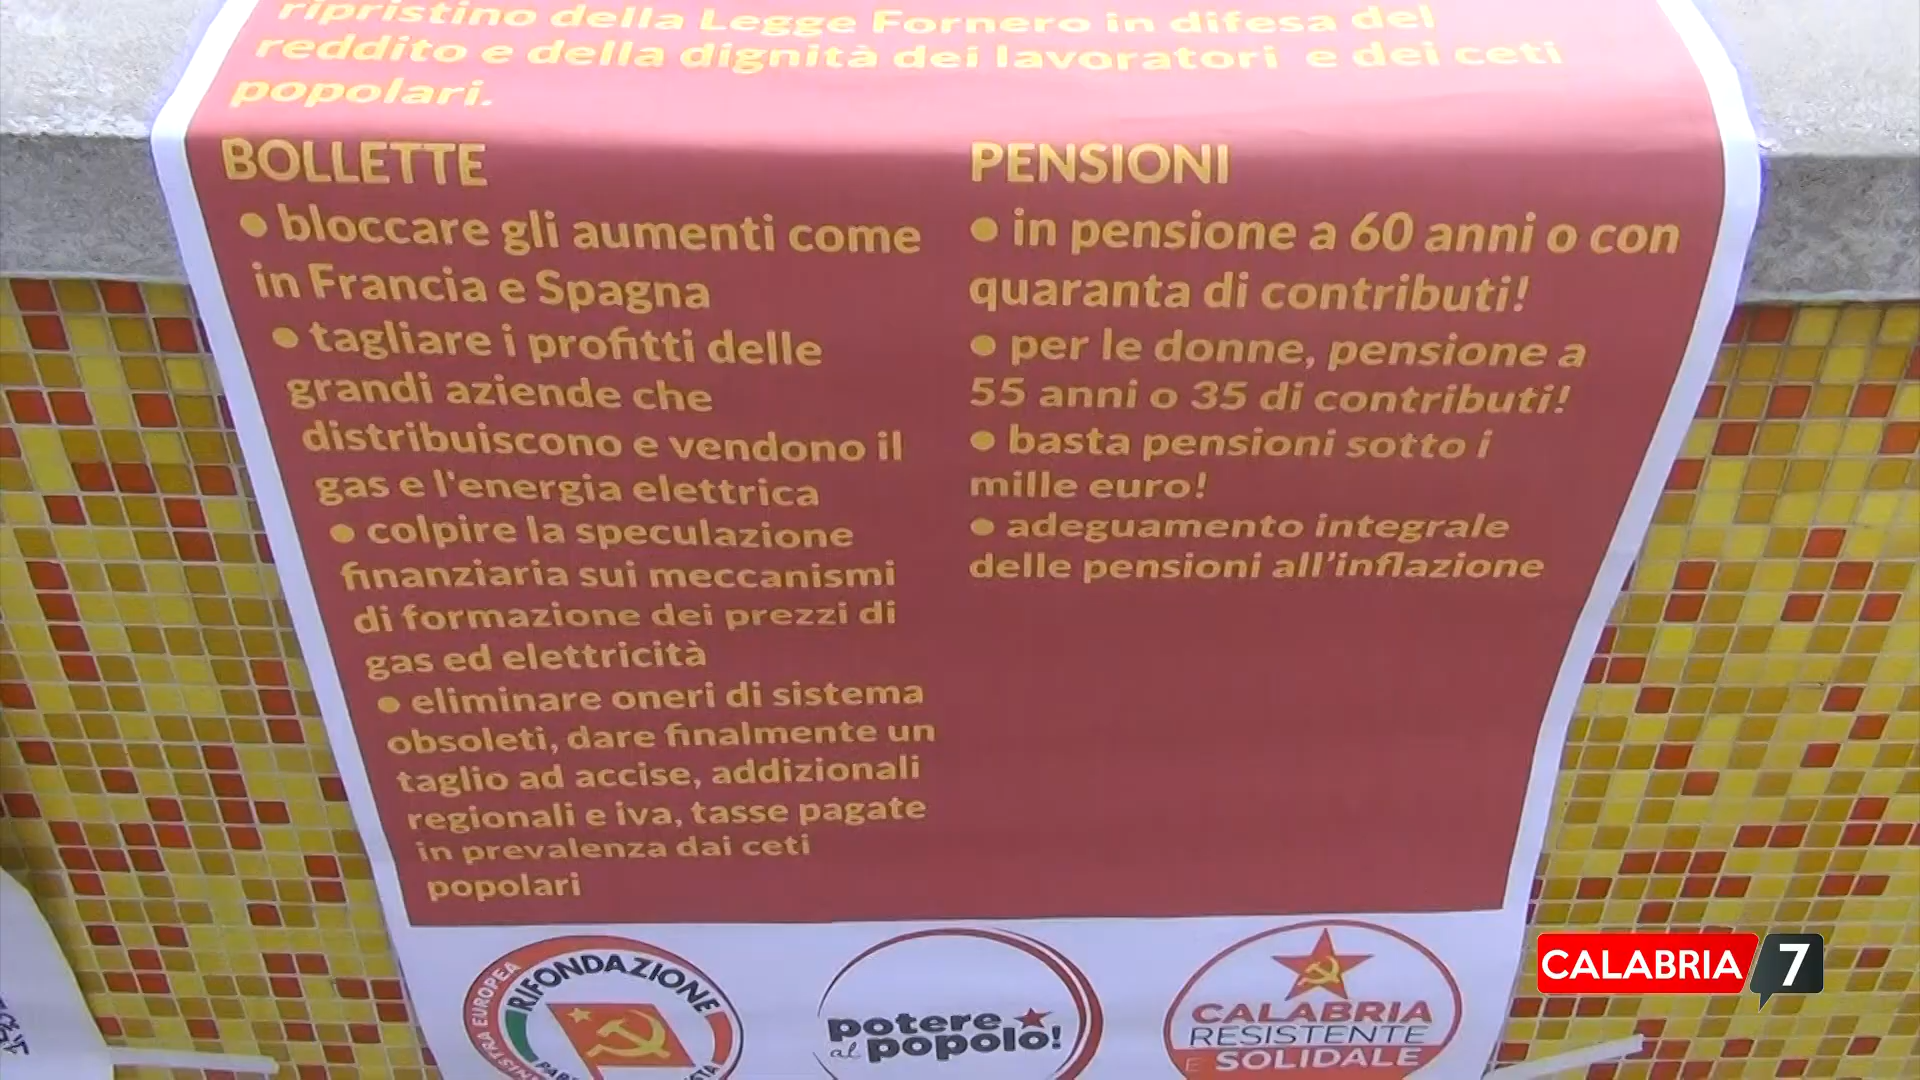 ripristino della Legge Fornero in difesa del
reddito e della dignità dei lavoratori e dei ceti
popolari.
BOLLETTE
• bloccare gli aumenti come
in Francia e Spagna
• tagliare i profitti delle
grandi aziende che
distribuiscono e vendono il
gas e l'energia elettrica
• colpire la speculazione
finanziaria sui meccanismi
di formazione dei prezzi di
gas ed elettricità
• eliminare oneri di sistema
obsoleti, dare finalmente un
taglio ad accise, addizionali
regionali e iva, tasse pagate
in prevalenza dai ceti
popolari
PENSIONI
• in pensione a 60 anni o con
quaranta di contributi!
• per le donne, pensione a
55 anni o 35 di contributi!
• basta pensioni sotto i
mille euro!
• adeguamento integrale
delle pensioni all'inflazione
RIFONDAZIONE
EUROPEA
potere
al popolo!
CALABRIA
RESISTENTE
E SOLIDALE
CALABRIA 7